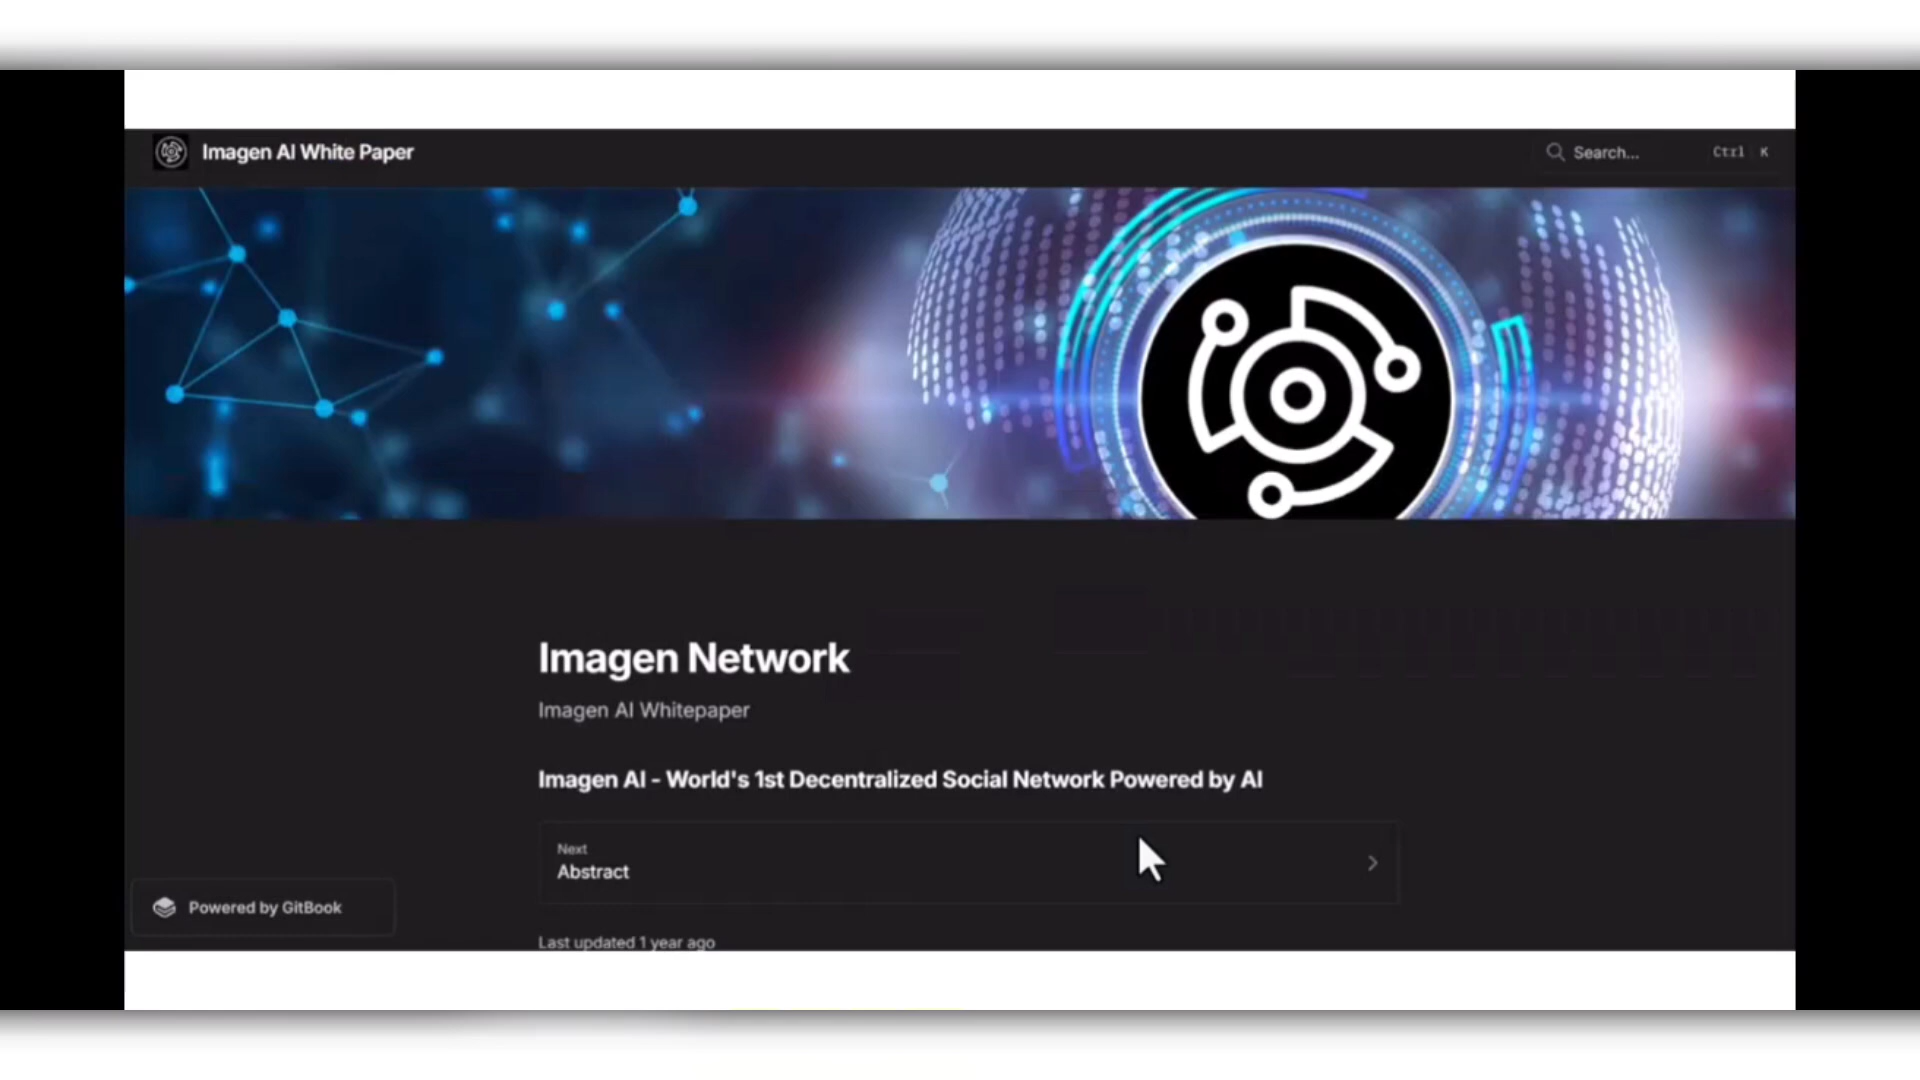 Imagen AI White Paper
Search... Ctrl K
Imagen Network
Imagen AI Whitepaper
Imagen AI - World's 1st Decentralized Social Network Powered by AI
Next
Abstract
Powered by GitBook
Last updated 1 year ago